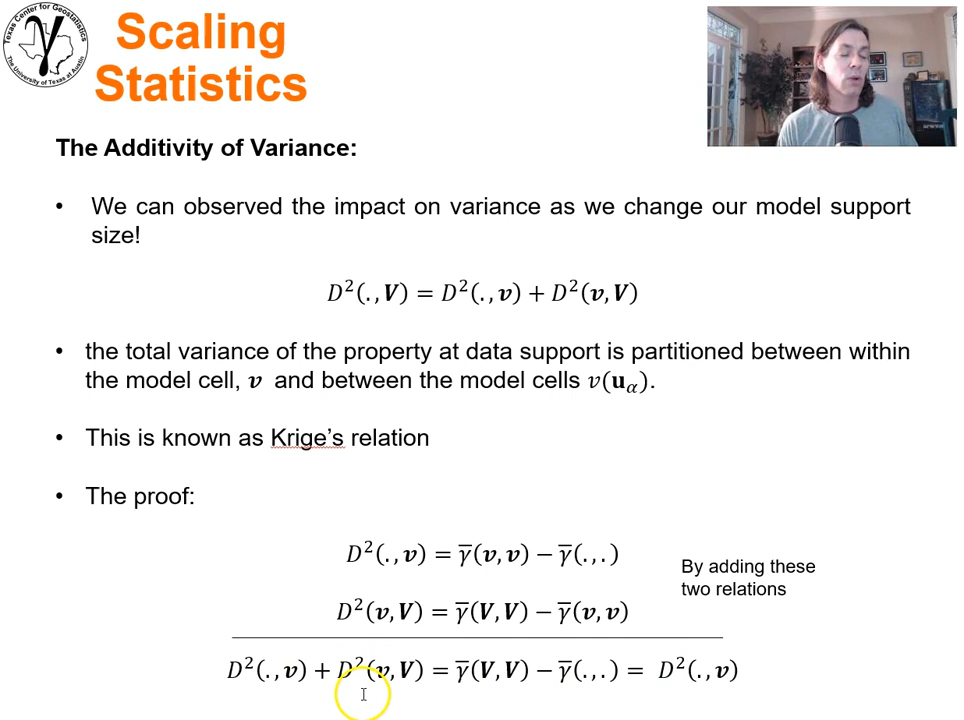 Texas Center for Geostatistics
The University of Texas at Austin
γ
Scaling
Statistics
The Additivity of Variance:
• We can observed the impact on variance as we change our model support
size!
D²(. , V) = D²(. , v) + D²(v, V)
• the total variance of the property at data support is partitioned between within
the model cell, v and between the model cells v(u_α).
• This is known as Krige's relation
• The proof:
D²(. , v) = γ̅(v, v) − γ̅(. , . )
By adding these
two relations
D²(v, V) = γ̅(V, V) − γ̅(v, v)
D²(. , v) + D²(v, V) = γ̅(V, V) − γ̅(. , . ) = D²(. , v)